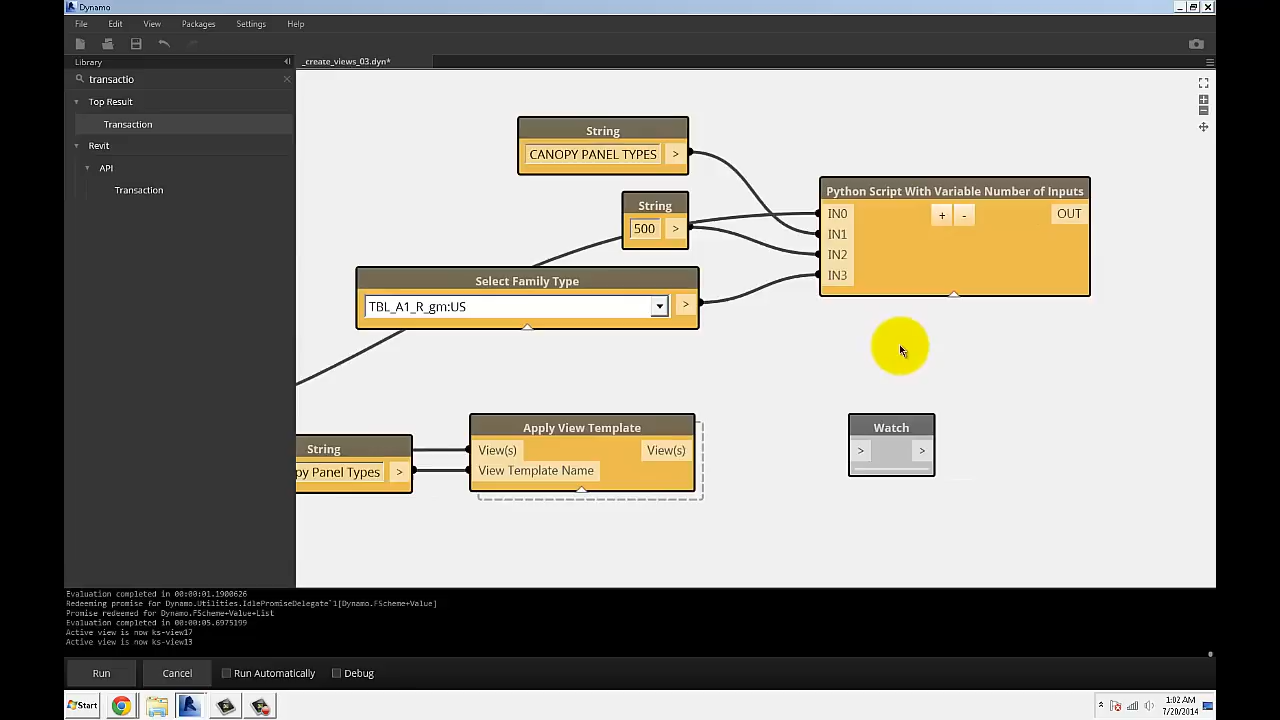 Dynamo
File Edit View Packages Settings Help
Library
_create_views_03.dyn*
transactio
Top Result
Transaction
Revit
API
Transaction
String
CANOPY PANEL TYPES >
String
500 >
Select Family Type
TBL_A1_R_gm:US >
Python Script With Variable Number of Inputs
IN0 + - OUT
IN1
IN2
IN3
String
py Panel Types >
Apply View Template
View(s) View(s)
View Template Name
Watch
> >
Evaluation completed in 00:00:01.1900626
Redeeming promise for Dynamo.Utilities.IdlePromiseDelegate`1[Dynamo.FScheme+Value]
Promise redeemed for Dynamo.FScheme+Value+List
Evaluation completed in 00:00:05.6975199
Active view is now ks-view17
Active view is now ks-view13
Run Cancel Run Automatically Debug
Start
1:02 AM
7/20/2014